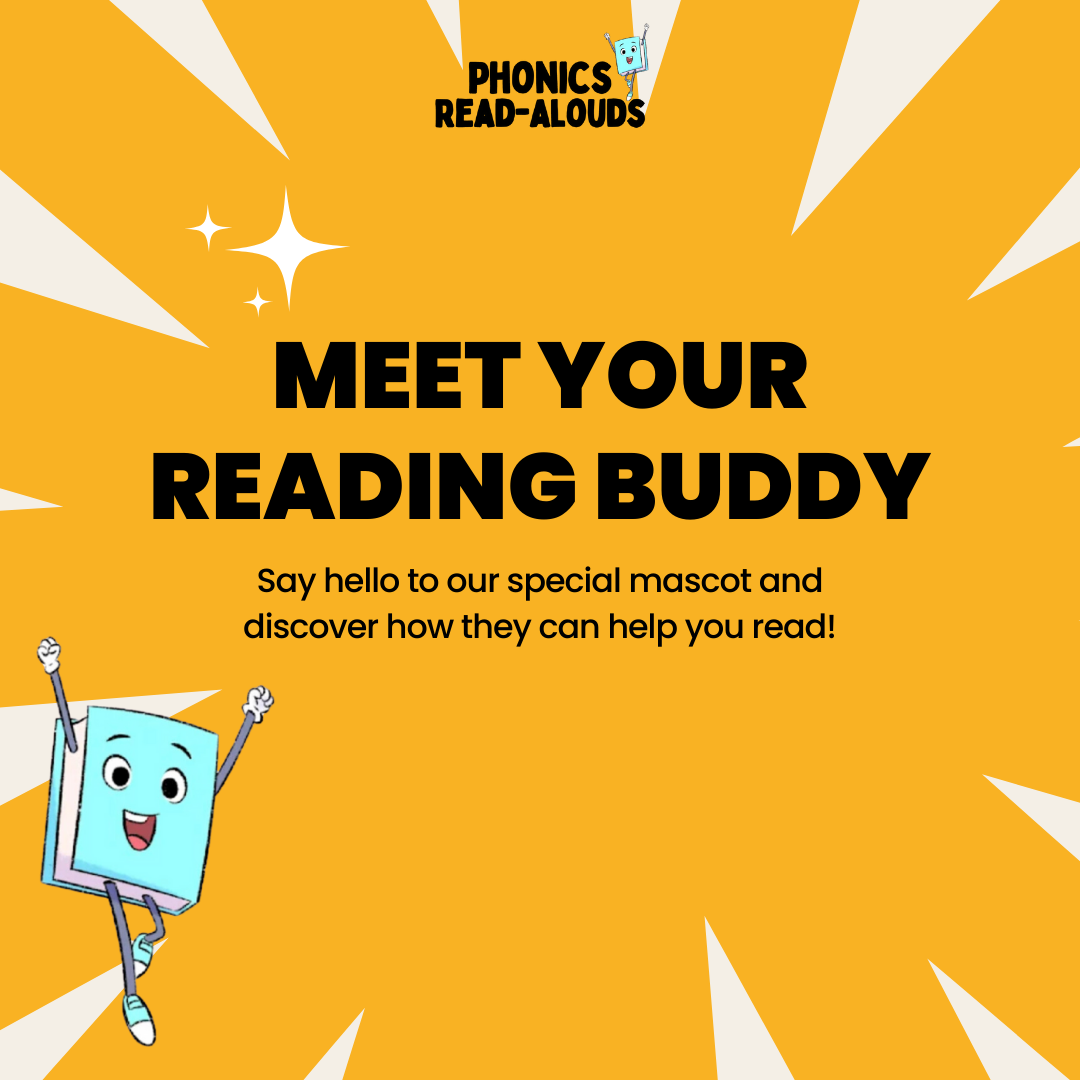 PHONICS
READ-ALOUDS
MEET YOUR
READING BUDDY
Say hello to our special mascot and
discover how they can help you read!